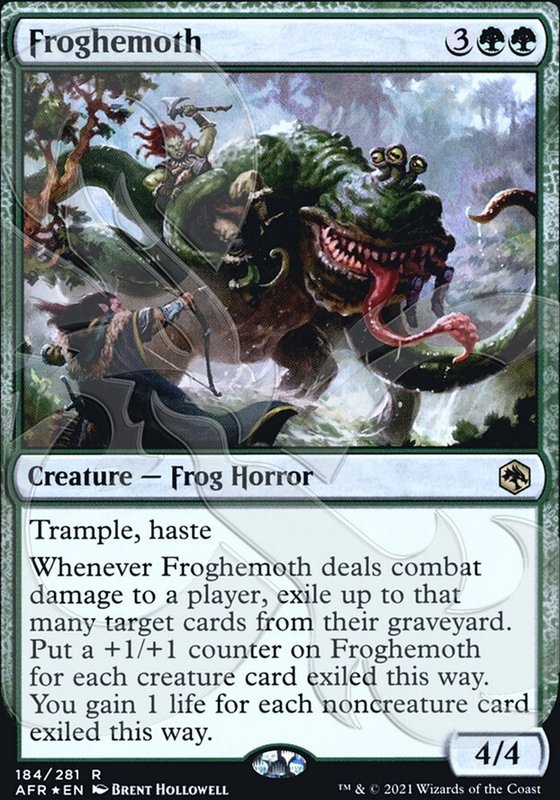 Froghemoth 3
Creature — Frog Horror
Trample, haste
Whenever Froghemoth deals combat
damage to a player, exile up to that
many target cards from their graveyard.
Put a +1/+1 counter on Froghemoth
for each creature card exiled this way.
You gain 1 life for each noncreature card
exiled this way.
4/4
184/281 R
AFR★EN Brent Hollowell
™ & © 2021 Wizards of the Coast